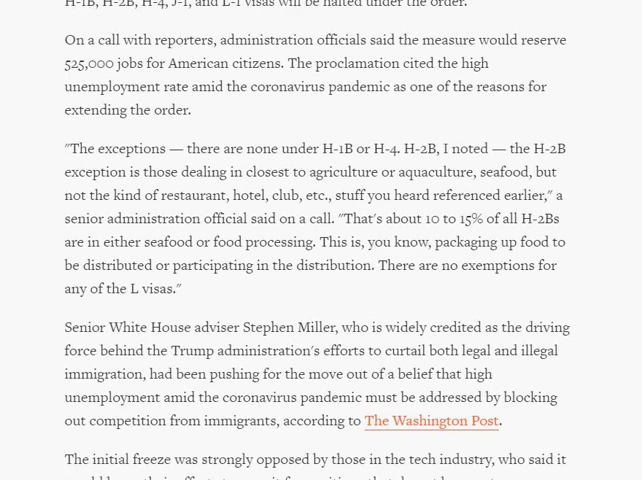 H-1B, H-2B, H-4, J-1, and L-1 visas will be halted under the order.
On a call with reporters, administration officials said the measure would reserve
525,000 jobs for American citizens. The proclamation cited the high
unemployment rate amid the coronavirus pandemic as one of the reasons for
extending the order.
"The exceptions — there are none under H-1B or H-4. H-2B, I noted — the H-2B
exception is those dealing in closest to agriculture or aquaculture, seafood, but
not the kind of restaurant, hotel, club, etc., stuff you heard referenced earlier," a
senior administration official said on a call. "That's about 10 to 15% of all H-2Bs
are in either seafood or food processing. This is, you know, packaging up food to
be distributed or participating in the distribution. There are no exemptions for
any of the L visas."
Senior White House adviser Stephen Miller, who is widely credited as the driving
force behind the Trump administration's efforts to curtail both legal and illegal
immigration, had been pushing for the move out of a belief that high
unemployment amid the coronavirus pandemic must be addressed by blocking
out competition from immigrants, according to The Washington Post.
The initial freeze was strongly opposed by those in the tech industry, who said it